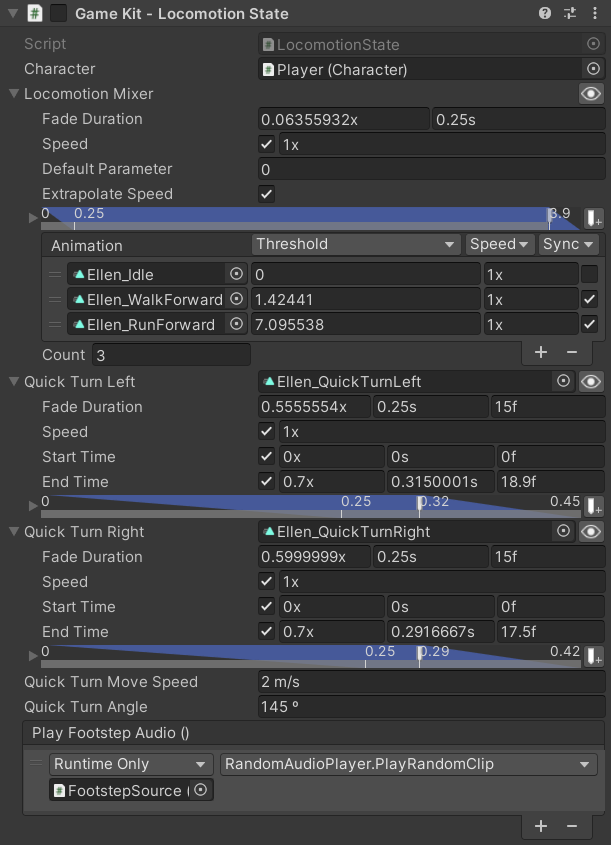 Game Kit - Locomotion State
Script LocomotionState
Character Player (Character)
Locomotion Mixer
Fade Duration 0.06355932x 0.25s
Speed 1x
Default Parameter 0
Extrapolate Speed
0 0.25 3.9
Animation Threshold Speed Sync
Ellen_Idle 0 1x
Ellen_WalkForward 1.42441 1x
Ellen_RunForward 7.095538 1x
Count 3
Quick Turn Left Ellen_QuickTurnLeft
Fade Duration 0.5555554x 0.25s 15f
Speed 1x
Start Time 0x 0s 0f
End Time 0.7x 0.3150001s 18.9f
0 0.25 0.32 0.45
Quick Turn Right Ellen_QuickTurnRight
Fade Duration 0.5999999x 0.25s 15f
Speed 1x
Start Time 0x 0s 0f
End Time 0.7x 0.2916667s 17.5f
0 0.25 0.29 0.42
Quick Turn Move Speed 2 m/s
Quick Turn Angle 145 º
Play Footstep Audio ()
Runtime Only RandomAudioPlayer.PlayRandomClip
FootstepSource (